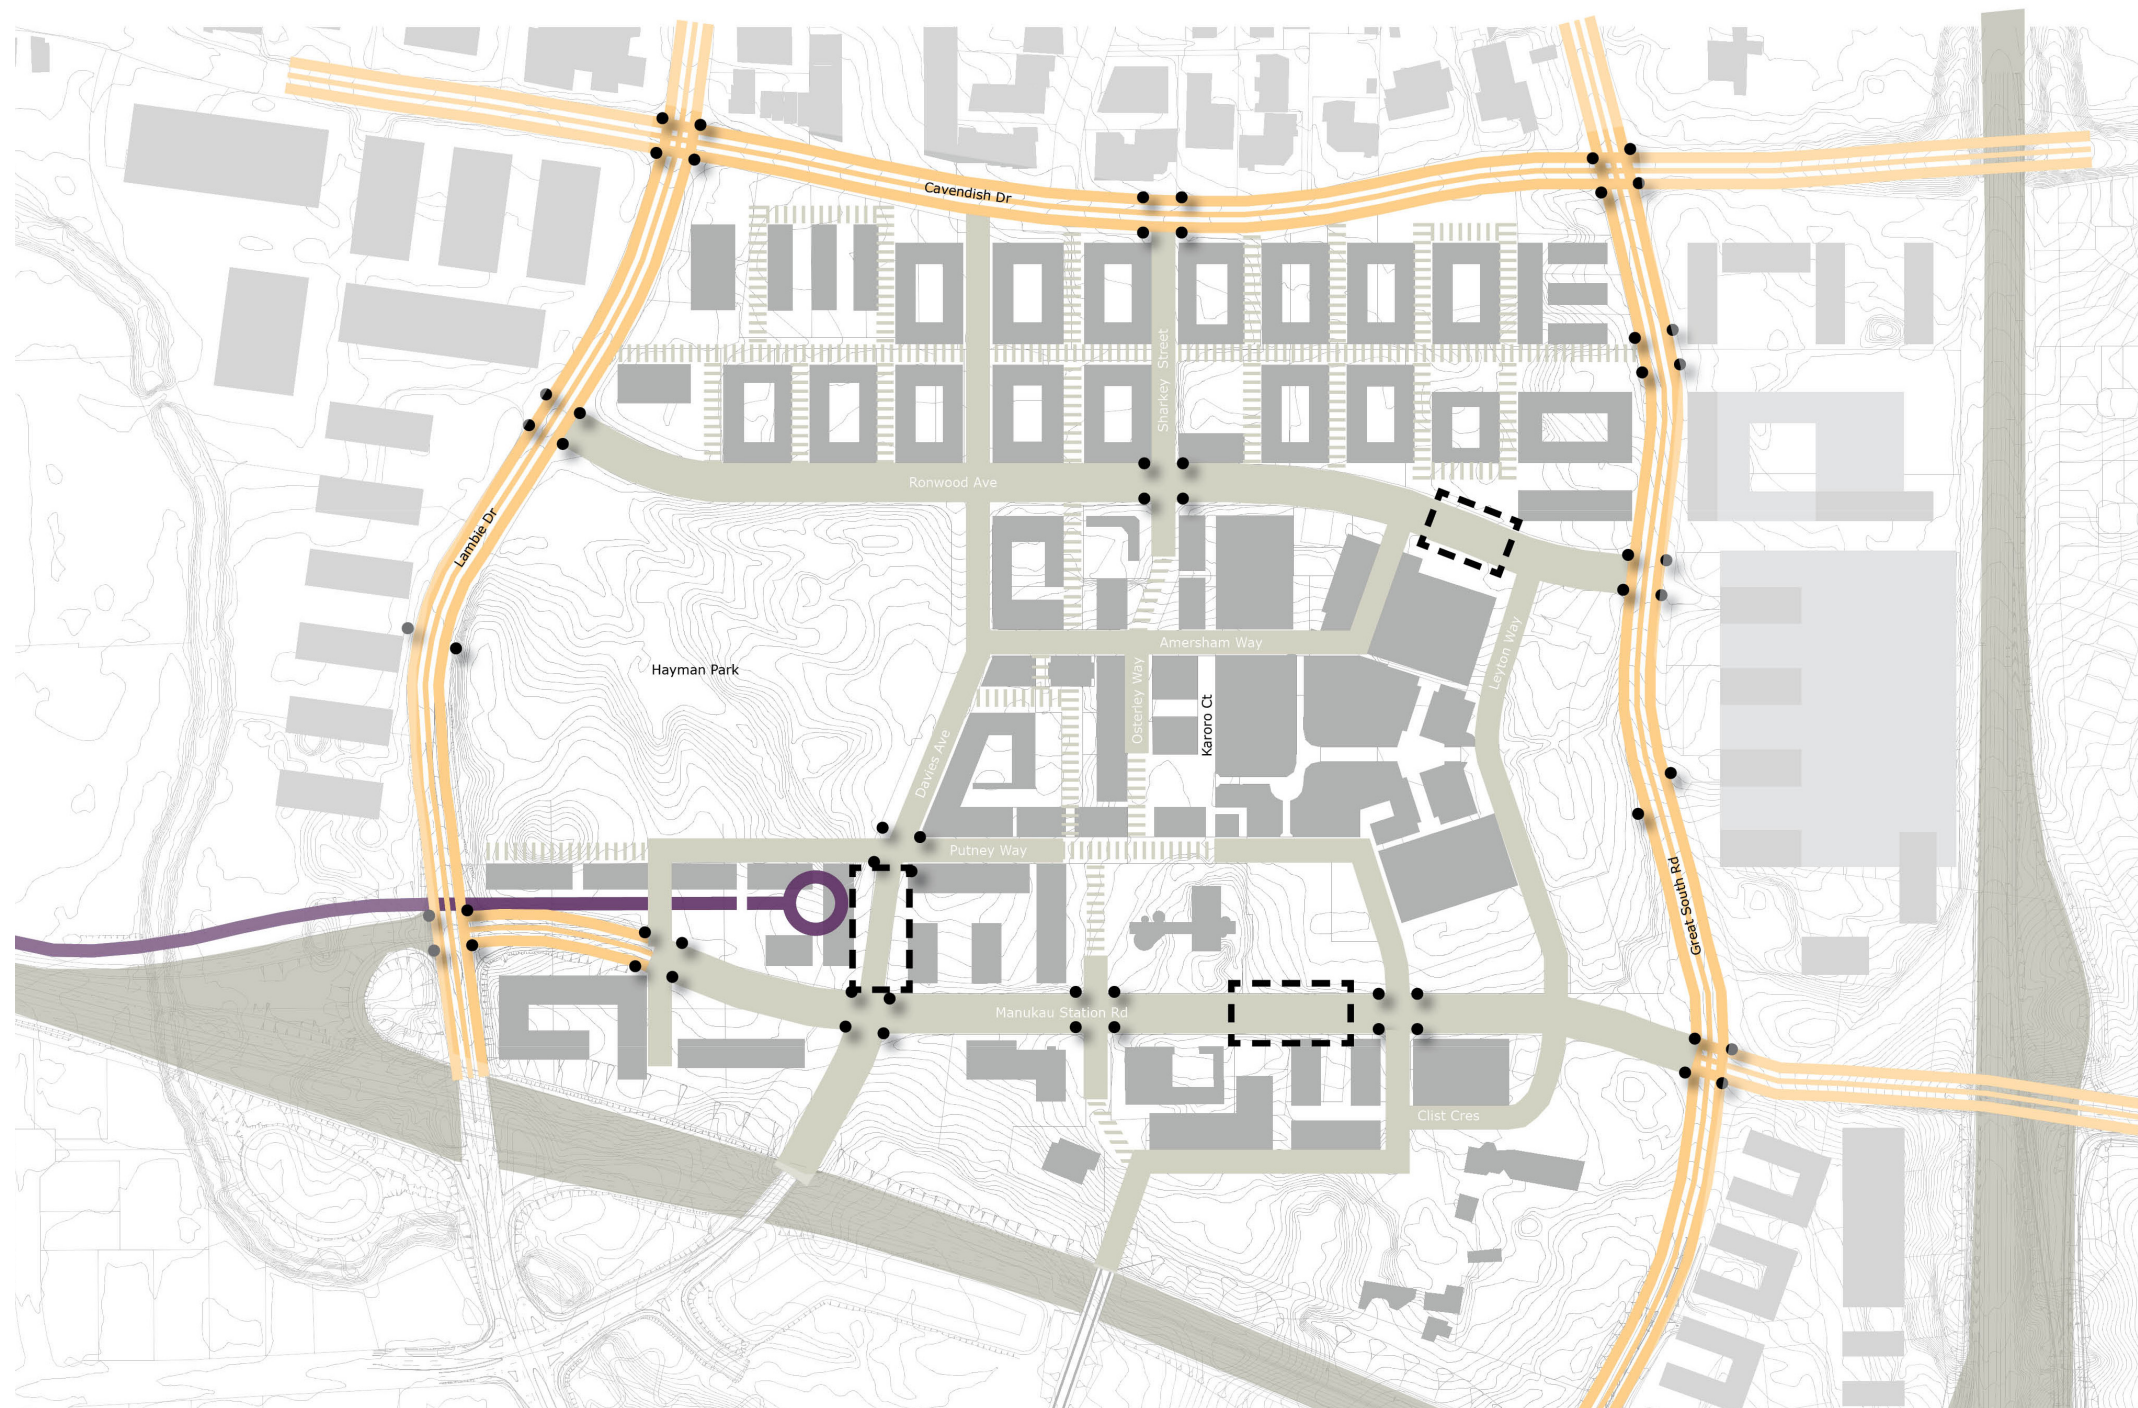 Cavendish Dr
Sharkey Street
Ronwood Ave
Lambie Dr
Amersham Way
Leyton Way
Hayman Park
Osterley Way
Karoro Ct
Davies Ave
Putney Way
Great South Rd
Manukau Station Rd
Clist Cres